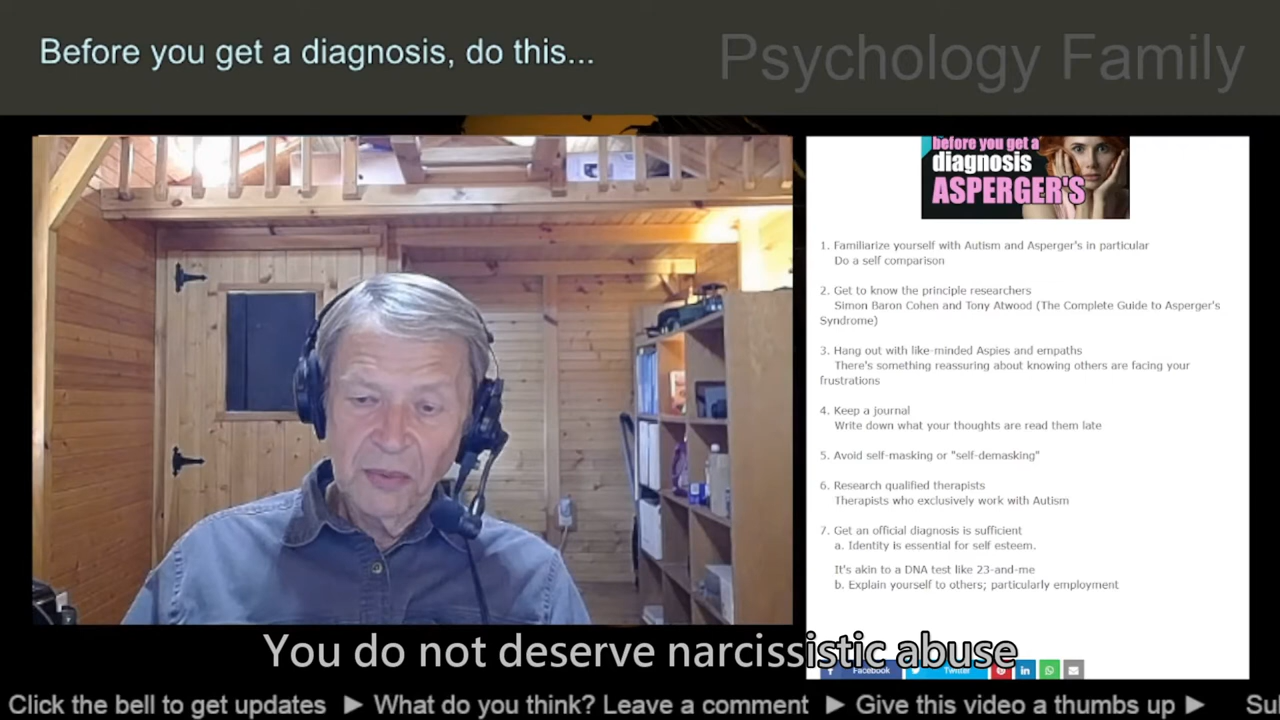 Before you get a diagnosis, do this...
Psychology Family
before you get a
diagnosis
ASPERGER'S
1. Familiarize yourself with Autism and Asperger's in particular
Do a self comparison
2. Get to know the principle researchers
Simon Baron Cohen and Tony Atwood (The Complete Guide to Asperger's
Syndrome)
3. Hang out with like-minded Aspies and empaths
There's something reassuring about knowing others are facing your
frustrations
4. Keep a journal
Write down what your thoughts are read them late
5. Avoid self-masking or "self-demasking"
6. Research qualified therapists
Therapists who exclusively work with Autism
7. Get an official diagnosis is sufficient
a. Identity is essential for self esteem.
It's akin to a DNA test like 23-and-me
b. Explain yourself to others; particularly employment
You do not deserve narcissistic abuse
Facebook
Twitter
Click the bell to get updates ► What do you think? Leave a comment ► Give this video a thumbs up ► Su